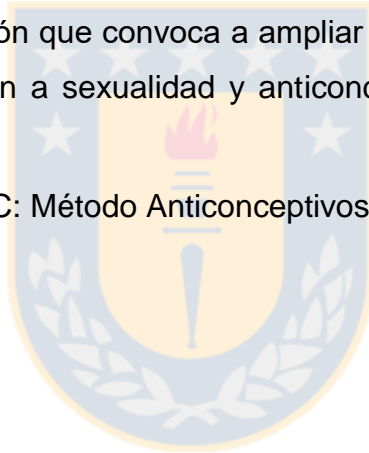 ón que convoca a ampliar
n a sexualidad y anticonc
C: Método Anticonceptivos